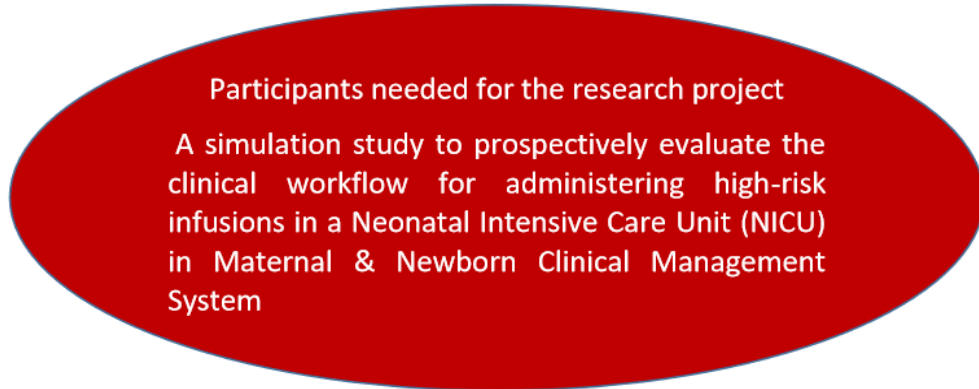 Participants needed for the research project
A simulation study to prospectively evaluate the
clinical workflow for administering high-risk
infusions in a Neonatal Intensive Care Unit (NICU)
in Maternal & Newborn Clinical Management
System